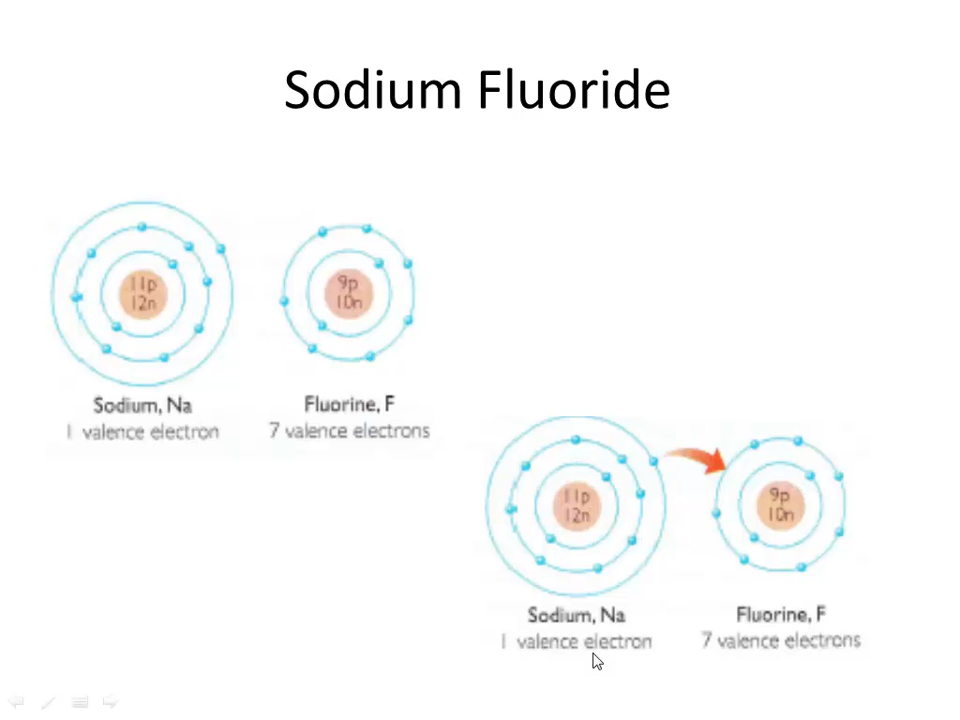 Sodium Fluoride
11p
12n
9p
10n
Sodium, Na
1 valence electron
Fluorine, F
7 valence electrons
11p
12n
9p
10n
Sodium, Na
1 valence electron
Fluorine, F
7 valence electrons